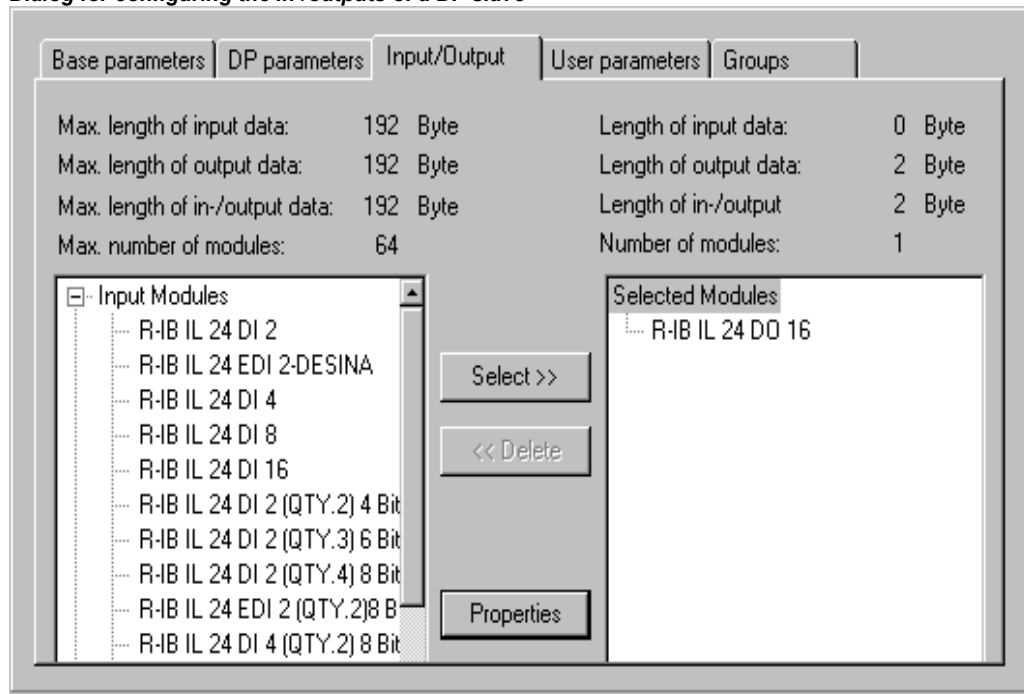 Dialog for configuring the in-/outputs of a DP slave
Base parameters DP parameters Input/Output User parameters Groups
Max. length of input data: 192 Byte Length of input data: 0 Byte
Max. length of output data: 192 Byte Length of output data: 2 Byte
Max. length of in-/output data: 192 Byte Length of in-/output 2 Byte
Max. number of modules: 64 Number of modules: 1
Input Modules
R-IB IL 24 DI 2
R-IB IL 24 EDI 2-DESINA
R-IB IL 24 DI 4
R-IB IL 24 DI 8
R-IB IL 24 DI 16
R-IB IL 24 DI 2 (QTY.2) 4 Bit
R-IB IL 24 DI 2 (QTY.3) 6 Bit
R-IB IL 24 DI 2 (QTY.4) 8 Bit
R-IB IL 24 EDI 2 (QTY.2)8 B
R-IB IL 24 DI 4 (QTY.2) 8 Bit
Select >>
<< Delete
Properties
Selected Modules
R-IB IL 24 DO 16